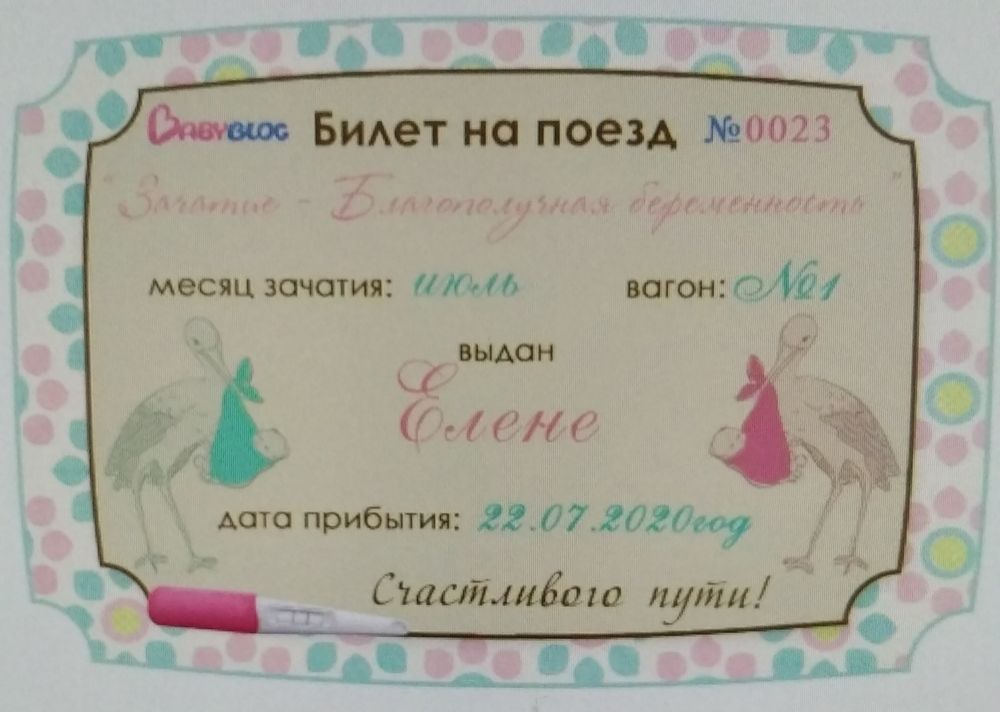 BABYBLOG Билет на поезд №0023
"Зачатие - Благополучная беременность"
месяц зачатия: июль вагон: №1
выдан
Елене
дата прибытия: 22.07.2020год
Счастливого пути!